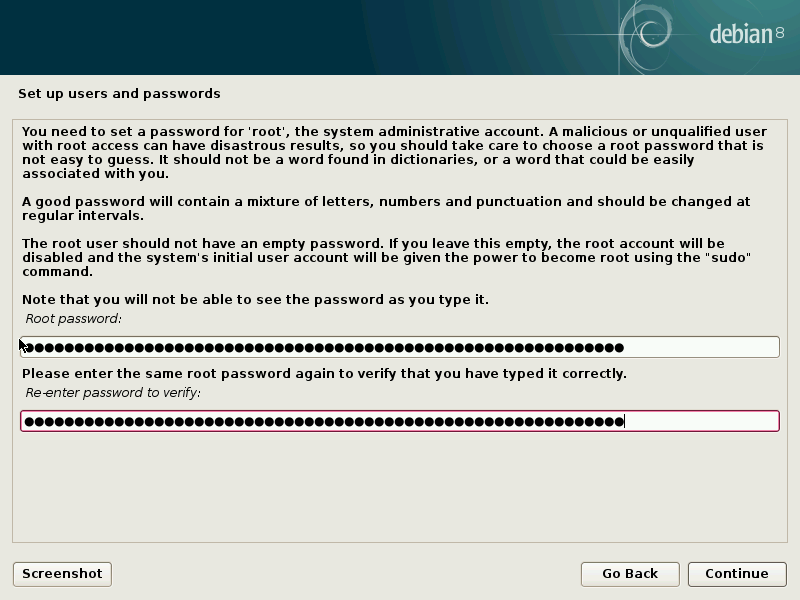 debian 8
Set up users and passwords
You need to set a password for 'root', the system administrative account. A malicious or unqualified user
with root access can have disastrous results, so you should take care to choose a root password that is
not easy to guess. It should not be a word found in dictionaries, or a word that could be easily
associated with you.
A good password will contain a mixture of letters, numbers and punctuation and should be changed at
regular intervals.
The root user should not have an empty password. If you leave this empty, the root account will be
disabled and the system's initial user account will be given the power to become root using the "sudo"
command.
Note that you will not be able to see the password as you type it.
Root password:
Please enter the same root password again to verify that you have typed it correctly.
Re-enter password to verify:
Screenshot
Go Back
Continue